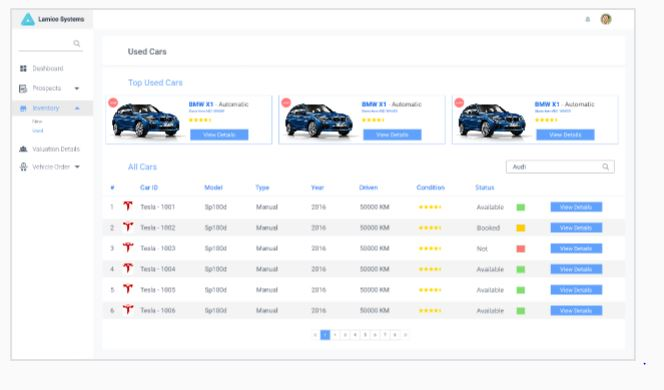 Lamico Systems
Used Cars
Dashboard
Prospects
Inventory
New
Used
Valuation Details
Vehicle Order
Top Used Cars
BMW X1 - Automatic
View Details
BMW X1 - Automatic
View Details
BMW X1 - Automatic
View Details
All Cars
Audi
# Car ID Model Type Year Driven Condition Status
1 Tesla - 1001 Sp100d Manual 2016 50000 KM Available View Details
2 Tesla - 1002 Sp100d Manual 2016 50000 KM Booked View Details
3 Tesla - 1003 Sp100d Manual 2016 50000 KM Not View Details
4 Tesla - 1004 Sp100d Manual 2016 50000 KM Available View Details
5 Tesla - 1005 Sp100d Manual 2016 50000 KM Available View Details
6 Tesla - 1006 Sp100d Manual 2016 50000 KM Available View Details
« 1 2 3 4 5 6 7 8 »